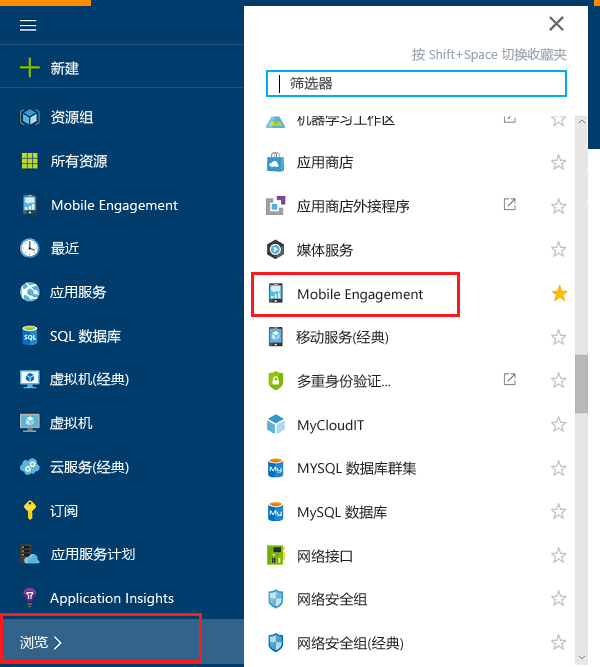 新建
资源组
所有资源
Mobile Engagement
最近
应用服务
SQL 数据库
虚拟机(经典)
虚拟机
云服务(经典)
订阅
应用服务计划
Application Insights
浏览
按 Shift+Space 切换收藏夹
筛选器
机器学习工作区
应用商店
应用商店外接程序
媒体服务
Mobile Engagement
移动服务(经典)
多重身份验证...
MyCloudIT
MYSQL 数据库群集
MySQL 数据库
网络接口
网络安全组
网络安全组(经典)